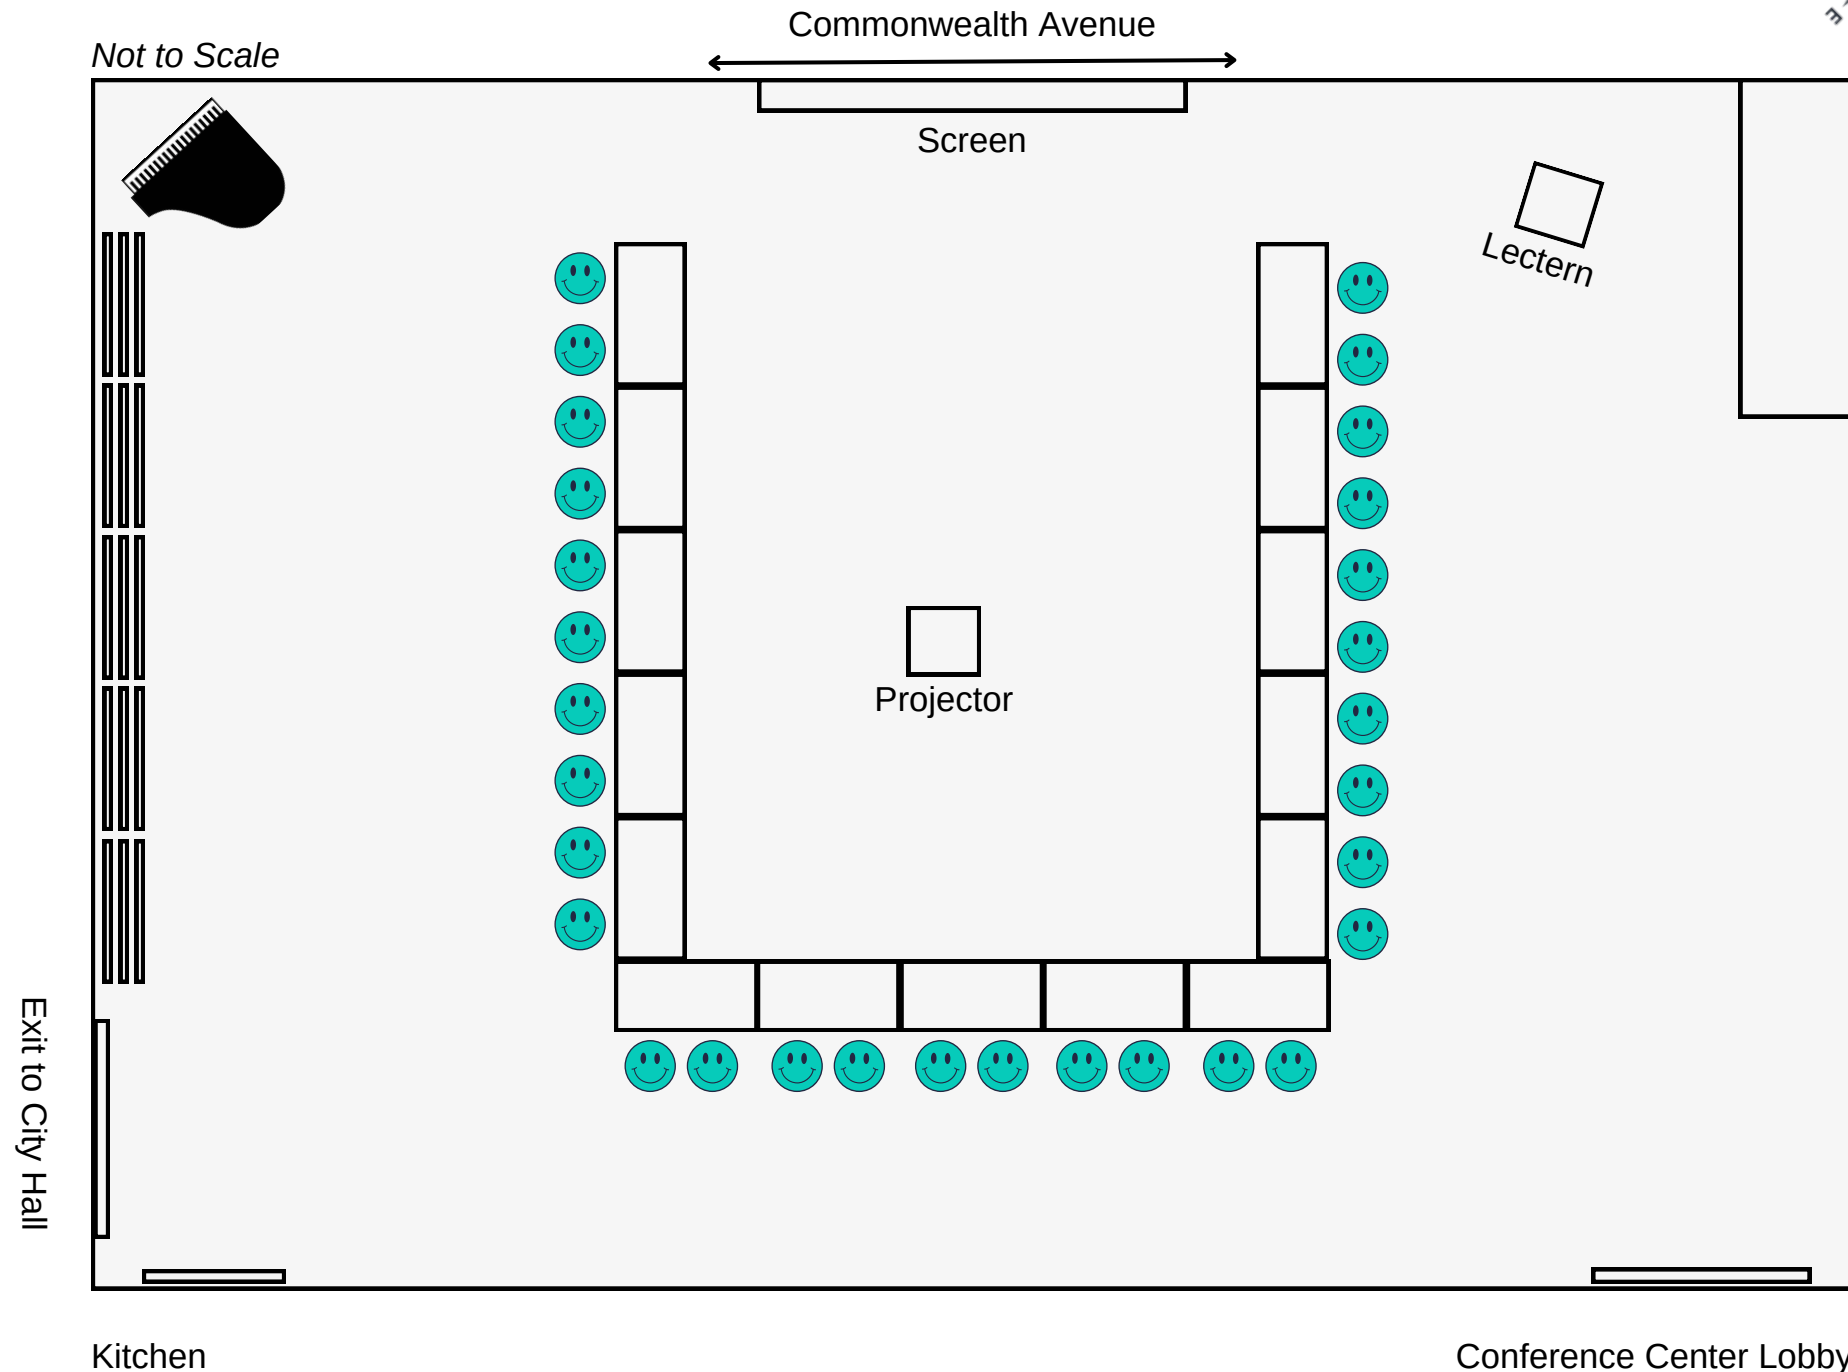 Commonwealth Avenue
Not to Scale
Screen
Lectern
Projector
Exit to City Hall
Kitchen
Conference Center Lobby